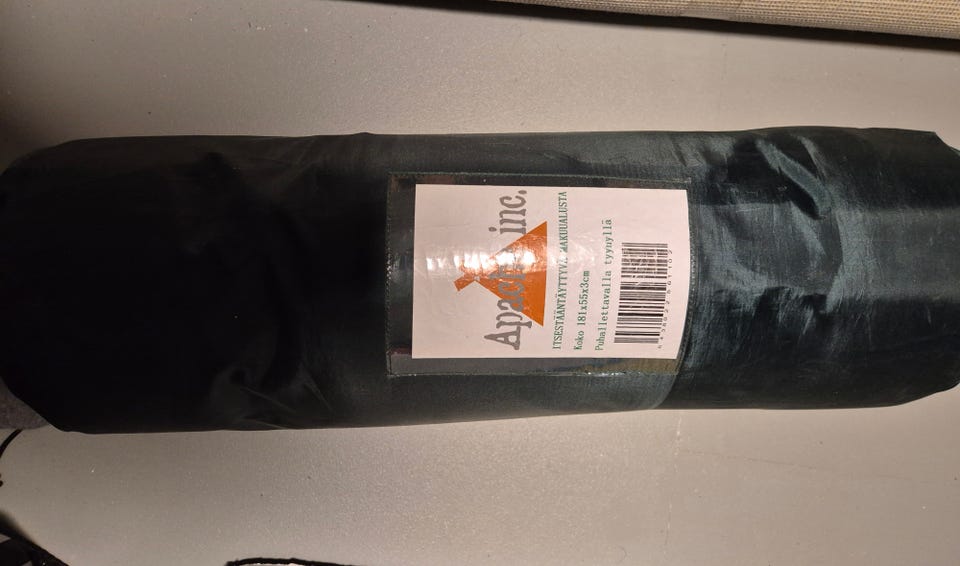 Apache inc.
ITSESTÄÄNTÄYTTYVÄ MAKUUALUSTA
Koko 181x55x3cm
Puhallettavalla tyynyllä